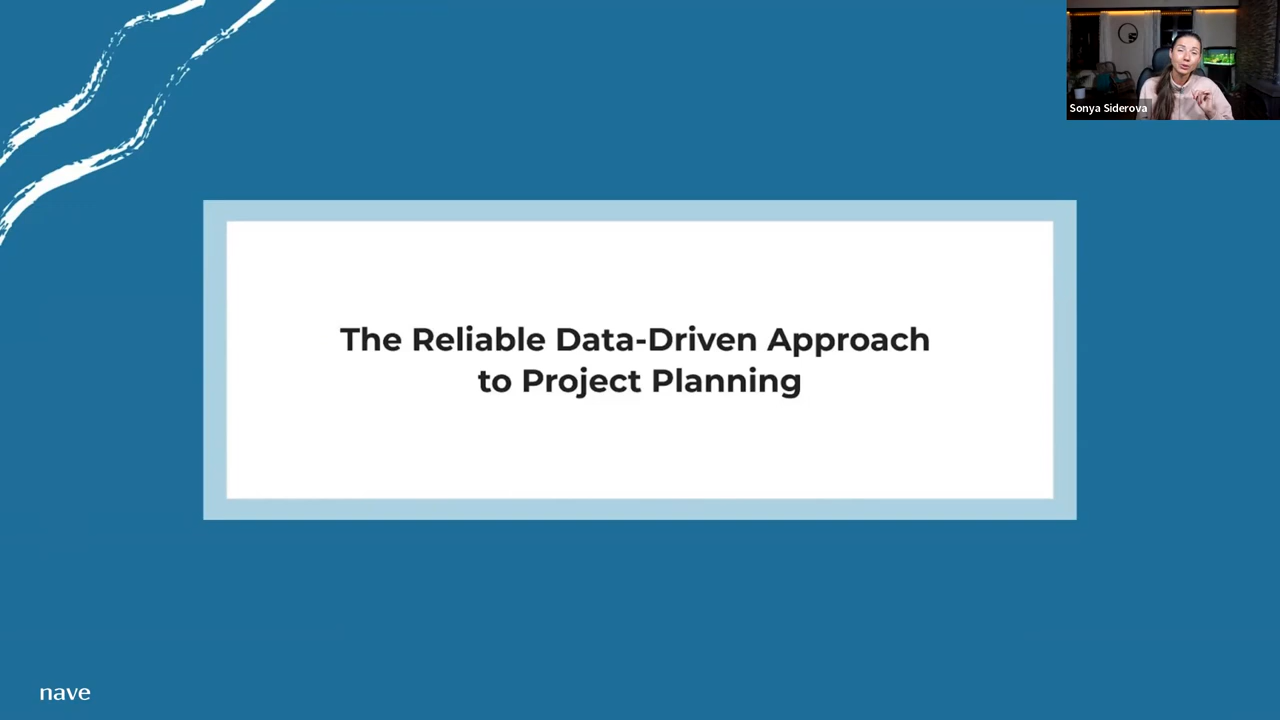 Sonya Siderova
The Reliable Data-Driven Approach
to Project Planning
nave